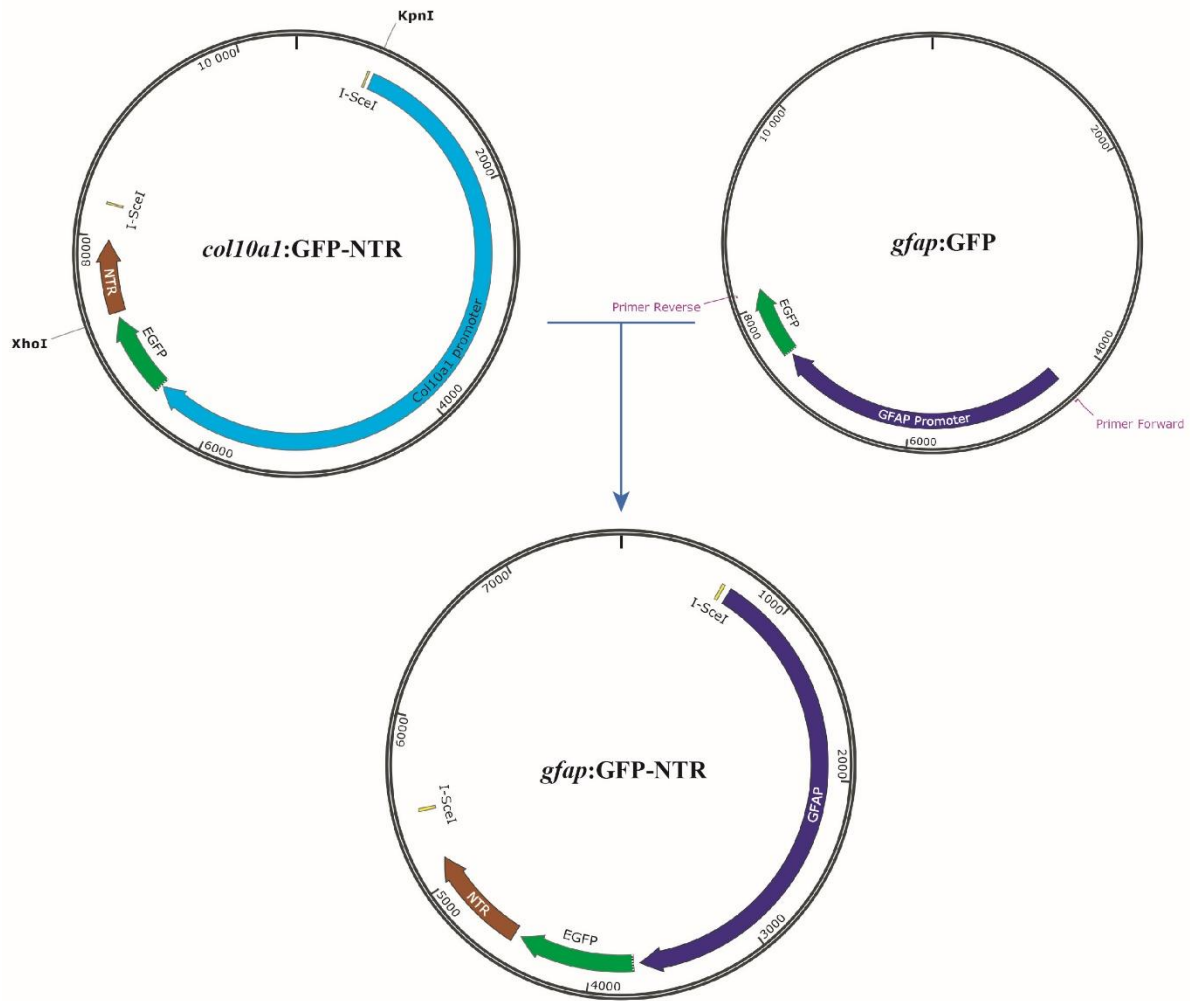 KpnI
10 000
I-SceI
2000
I-SceI
col10a1:GFP-NTR
8000
NTR
EGFP
XhoI
Col10a1 promoter
4000
6000
10 000
2000
gfap:GFP
Primer Reverse
EGFP
8000
4000
GFAP Promoter
Primer Forward
6000
7000
I-SceI
1000
6000
gfap:GFP-NTR
2000
GFAP
I-SceI
NTR
5000
EGFP
3000
4000